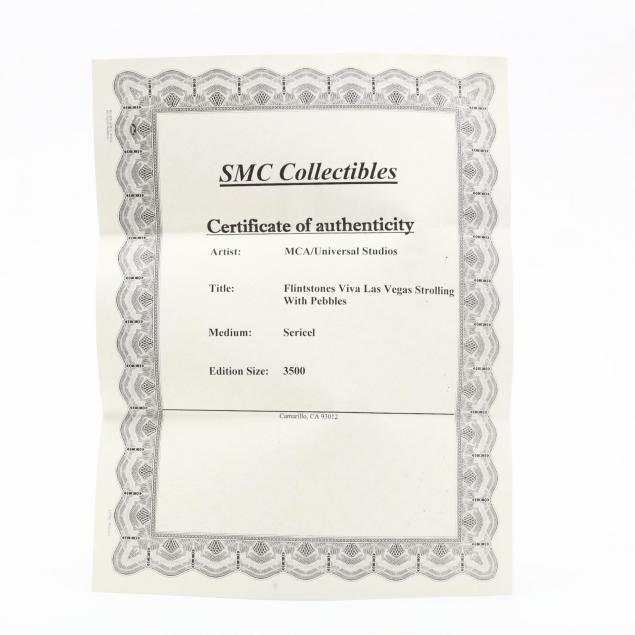 SMC Collectibles
Certificate of authenticity
Artist: MCA/Universal Studios
Title: Flintstones Viva Las Vegas Strolling
With Pebbles
Medium: Sericel
Edition Size: 3500
Camarillo, CA 93012